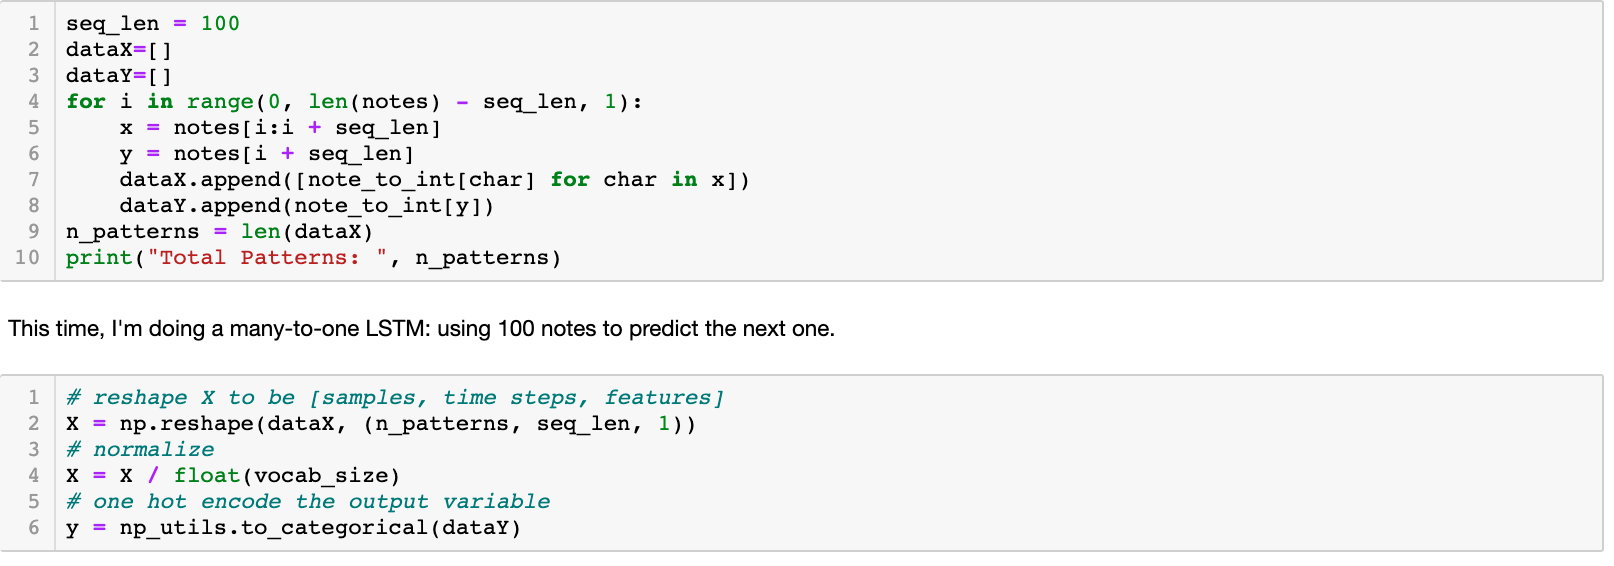 1 seq_len = 100
2 dataX=[]
3 dataY=[]
4 for i in range(0, len(notes) - seq_len, 1):
5     x = notes[i:i + seq_len]
6     y = notes[i + seq_len]
7     dataX.append([note_to_int[char] for char in x])
8     dataY.append(note_to_int[y])
9 n_patterns = len(dataX)
10 print("Total Patterns: ", n_patterns)
This time, I'm doing a many-to-one LSTM: using 100 notes to predict the next one.
1 # reshape X to be [samples, time steps, features]
2 X = np.reshape(dataX, (n_patterns, seq_len, 1))
3 # normalize
4 X = X / float(vocab_size)
5 # one hot encode the output variable
6 y = np_utils.to_categorical(dataY)